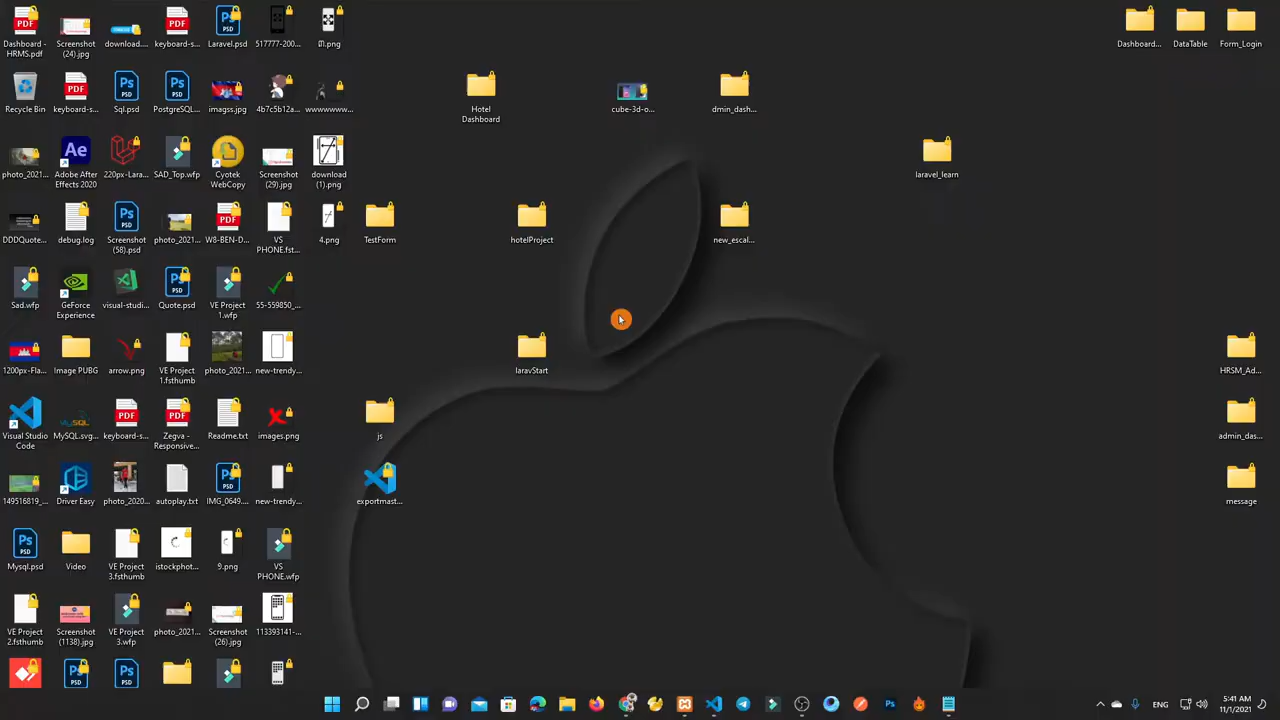 Dashboard -
HRMS.pdf
Screenshot
(24).jpg
download....
keyboard-s...
Laravel.psd
517777-200...
Dashboard...
DataTable
Form_Login
Recycle Bin
keyboard-s...
Sql.psd
PostgreSQL...
imagss.jpg
4b7c5b12a...
wwwwwwww...
Hotel
Dashboard
cube-3d-o...
dmin_dash...
photo_2021...
Adobe After
Effects 2020
220px-Lara...
SAD_Top.wfp
Cyotek
WebCopy
Screenshot
(29).jpg
download
(1).png
laravel_learn
DDDQuote...
debug.log
Screenshot
(58).psd
photo_2021...
W8-BEN-D...
VS
PHONE.fst...
4.png
TestForm
hotelProject
new_escal...
Sad.wfp
GeForce
Experience
visual-studi...
Quote.psd
VE Project
1.wfp
55-559850_...
1200px-Fla...
Image PUBG
arrow.png
VE Project
1.fsthumb
photo_2021...
new-trendy...
laravStart
HRSM_Ad...
Visual Studio
Code
MySQL.svg...
keyboard-s...
Zegva -
Responsive...
Readme.txt
images.png
js
admin_das...
149516819_...
Driver Easy
photo_2020...
autoplay.txt
IMG_0649....
new-trendy...
exportmast...
message
Mysql.psd
Video
VE Project
3.fsthumb
istockphot...
9.png
VS
PHONE.wfp
VE Project
2.fsthumb
Screenshot
(1138).jpg
VE Project
3.wfp
photo_2021...
Screenshot
(26).jpg
113393141-...
ENG
5:41 AM
11/1/2021